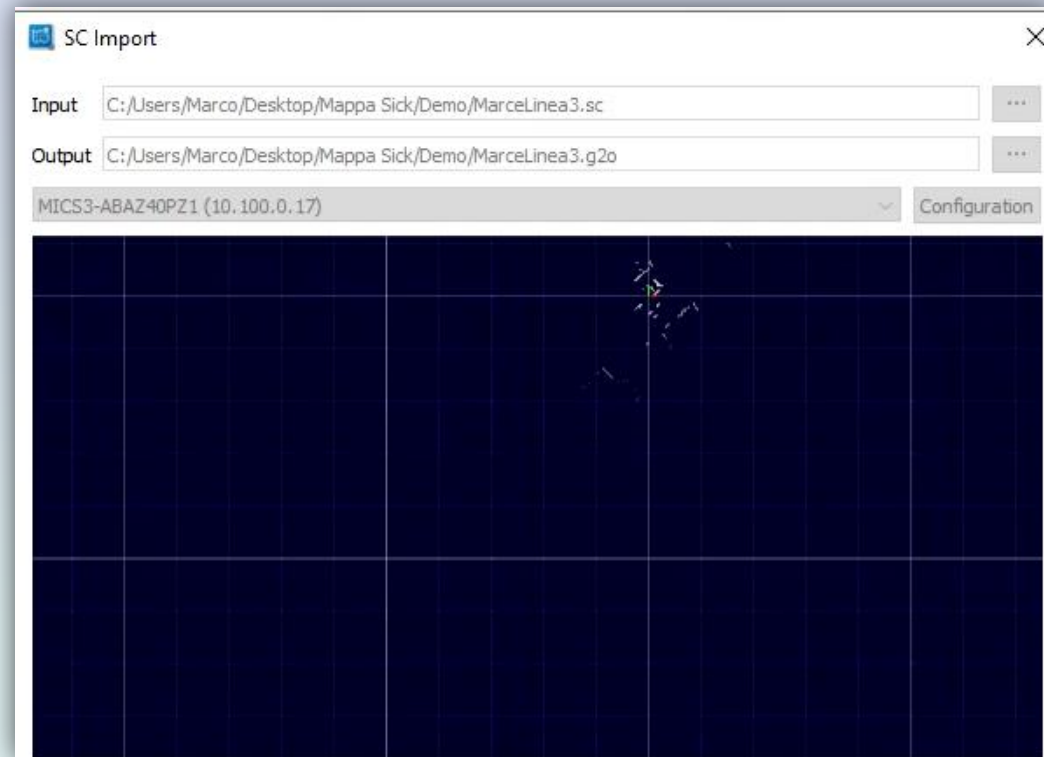 SC Import
Input C:/Users/Marco/Desktop/Mappa Sick/Demo/MarceLinea3.sc ...
Output C:/Users/Marco/Desktop/Mappa Sick/Demo/MarceLinea3.g2o ...
MICS3-ABAZ40PZ1 (10.100.0.17) Configuration